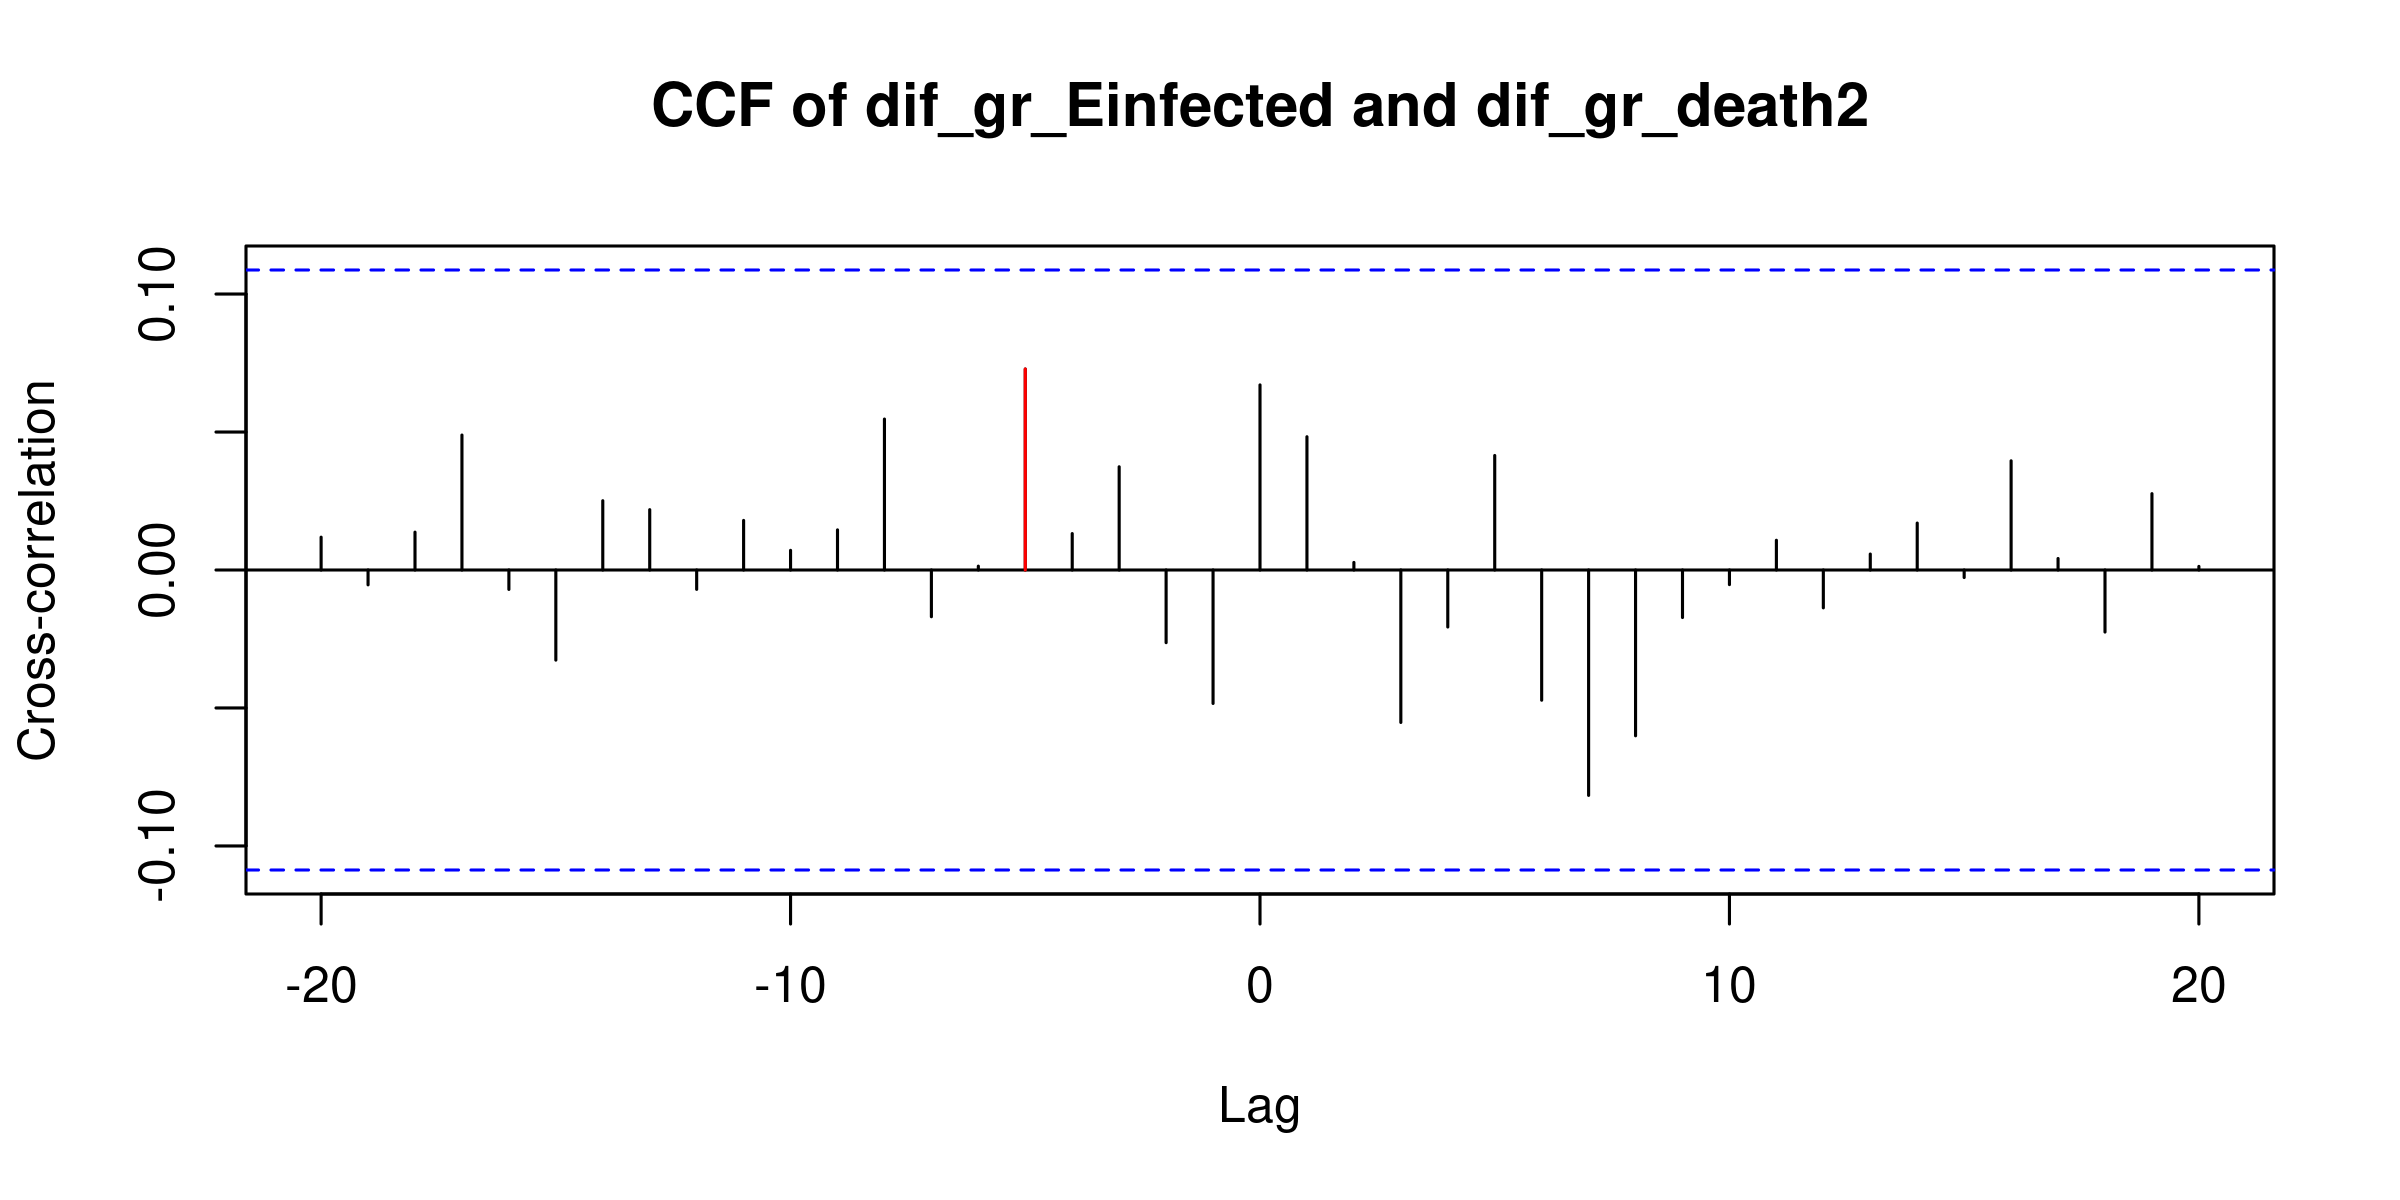 CCF of dif_gr_Einfected and dif_gr_death2
Cross-correlation
0.10
0.00
-0.10
-20 -10 0 10 20
Lag